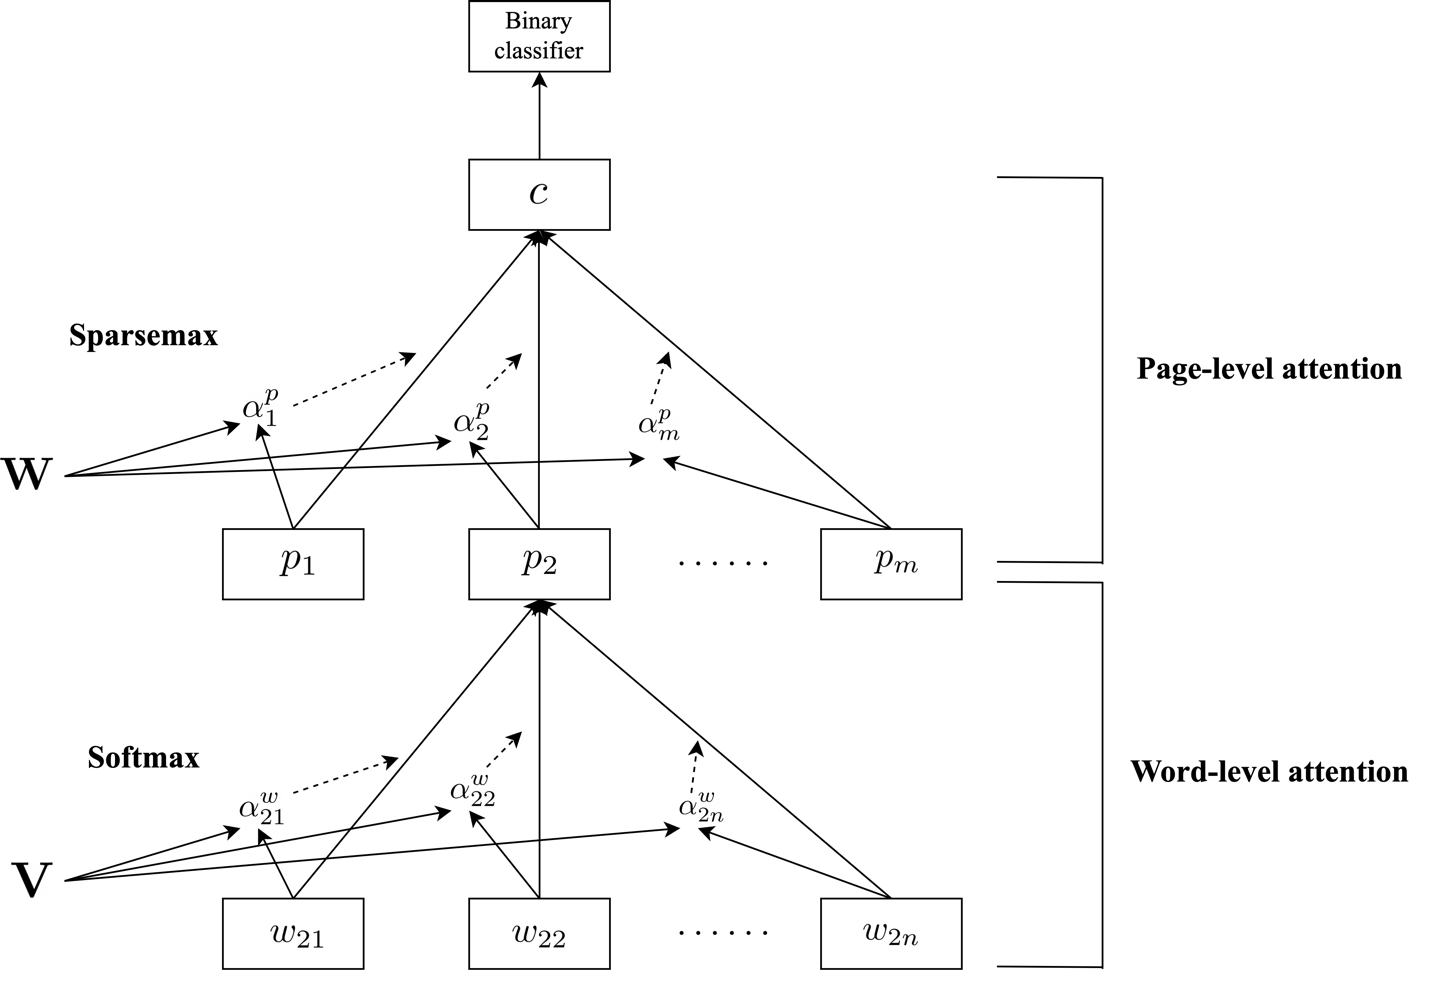 Binary
classifier
c
Sparsemax
Page-level attention
α₁ᵖ
α₂ᵖ
αₘᵖ
W
p₁
p₂
......
pₘ
Softmax
Word-level attention
α₂₁ʷ
α₂₂ʷ
α₂ₙʷ
V
w₂₁
w₂₂
......
w₂ₙ